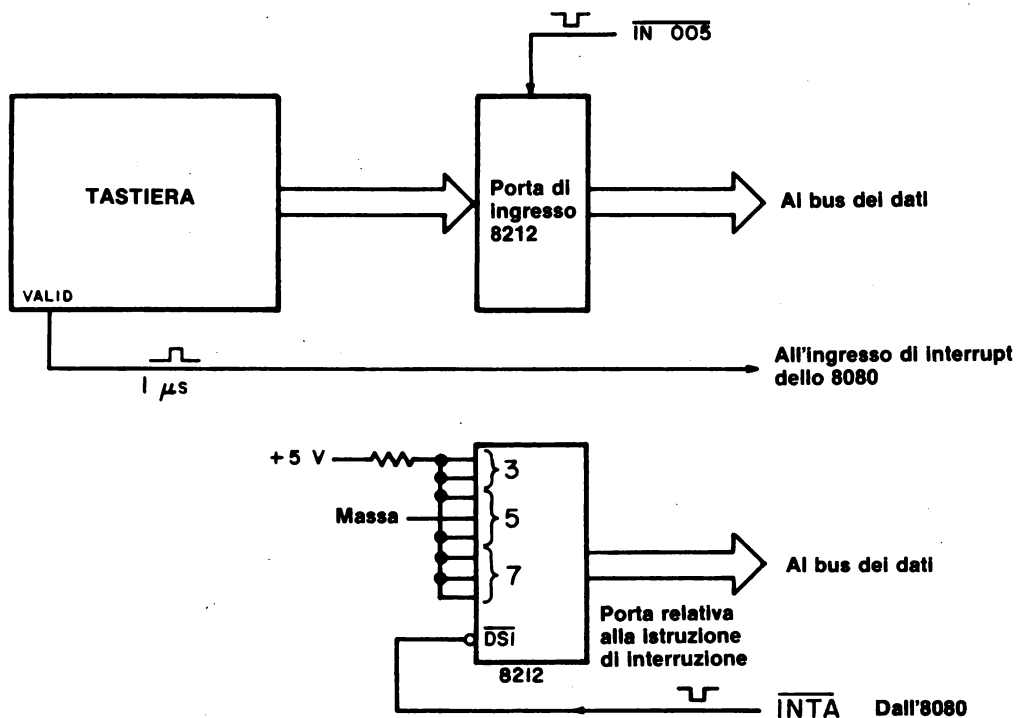 IN 005
TASTIERA
Porta di
ingresso
8212
Al bus dei dati
VALID
1 µs
All'ingresso di interrupt
dello 8080
+5 V
3
Massa
5
7
Al bus dei dati
DS1
Porta relativa
alla istruzione
di interruzione
8212
INTA Dall'8080